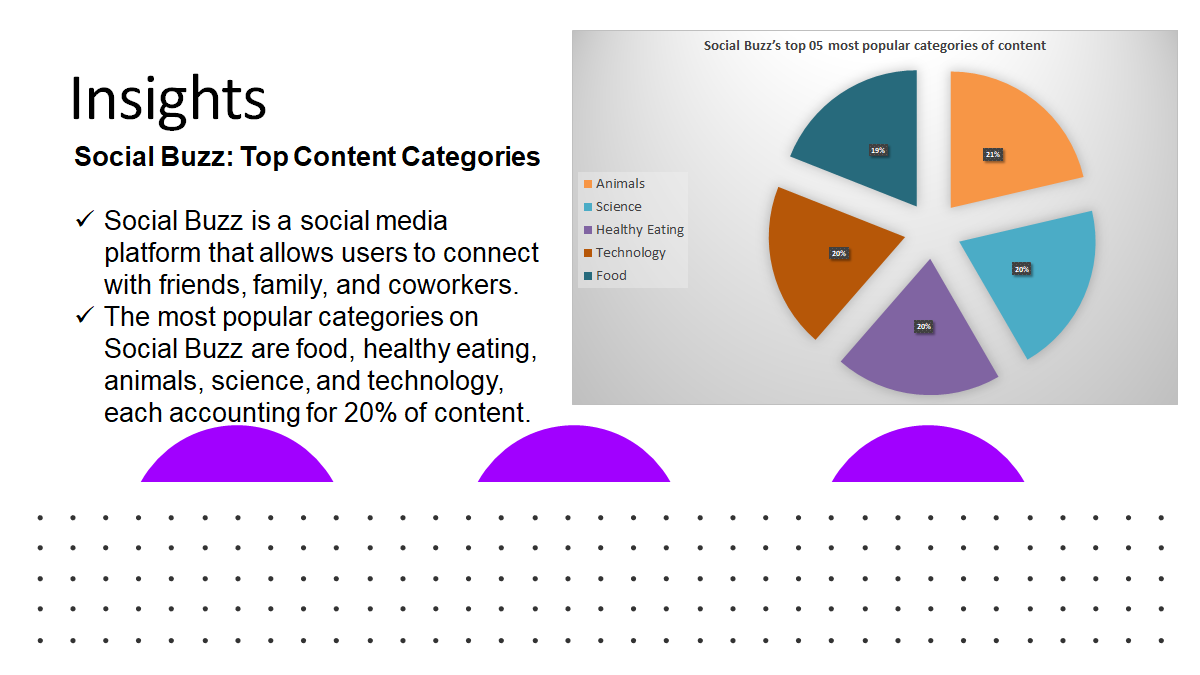 Insights
Social Buzz: Top Content Categories
✓ Social Buzz is a social media
platform that allows users to connect
with friends, family, and coworkers.
✓ The most popular categories on
Social Buzz are food, healthy eating,
animals, science, and technology,
each accounting for 20% of content.
Social Buzz’s top 05 most popular categories of content
Animals
Science
Healthy Eating
Technology
Food
19%
21%
20%
20%
20%